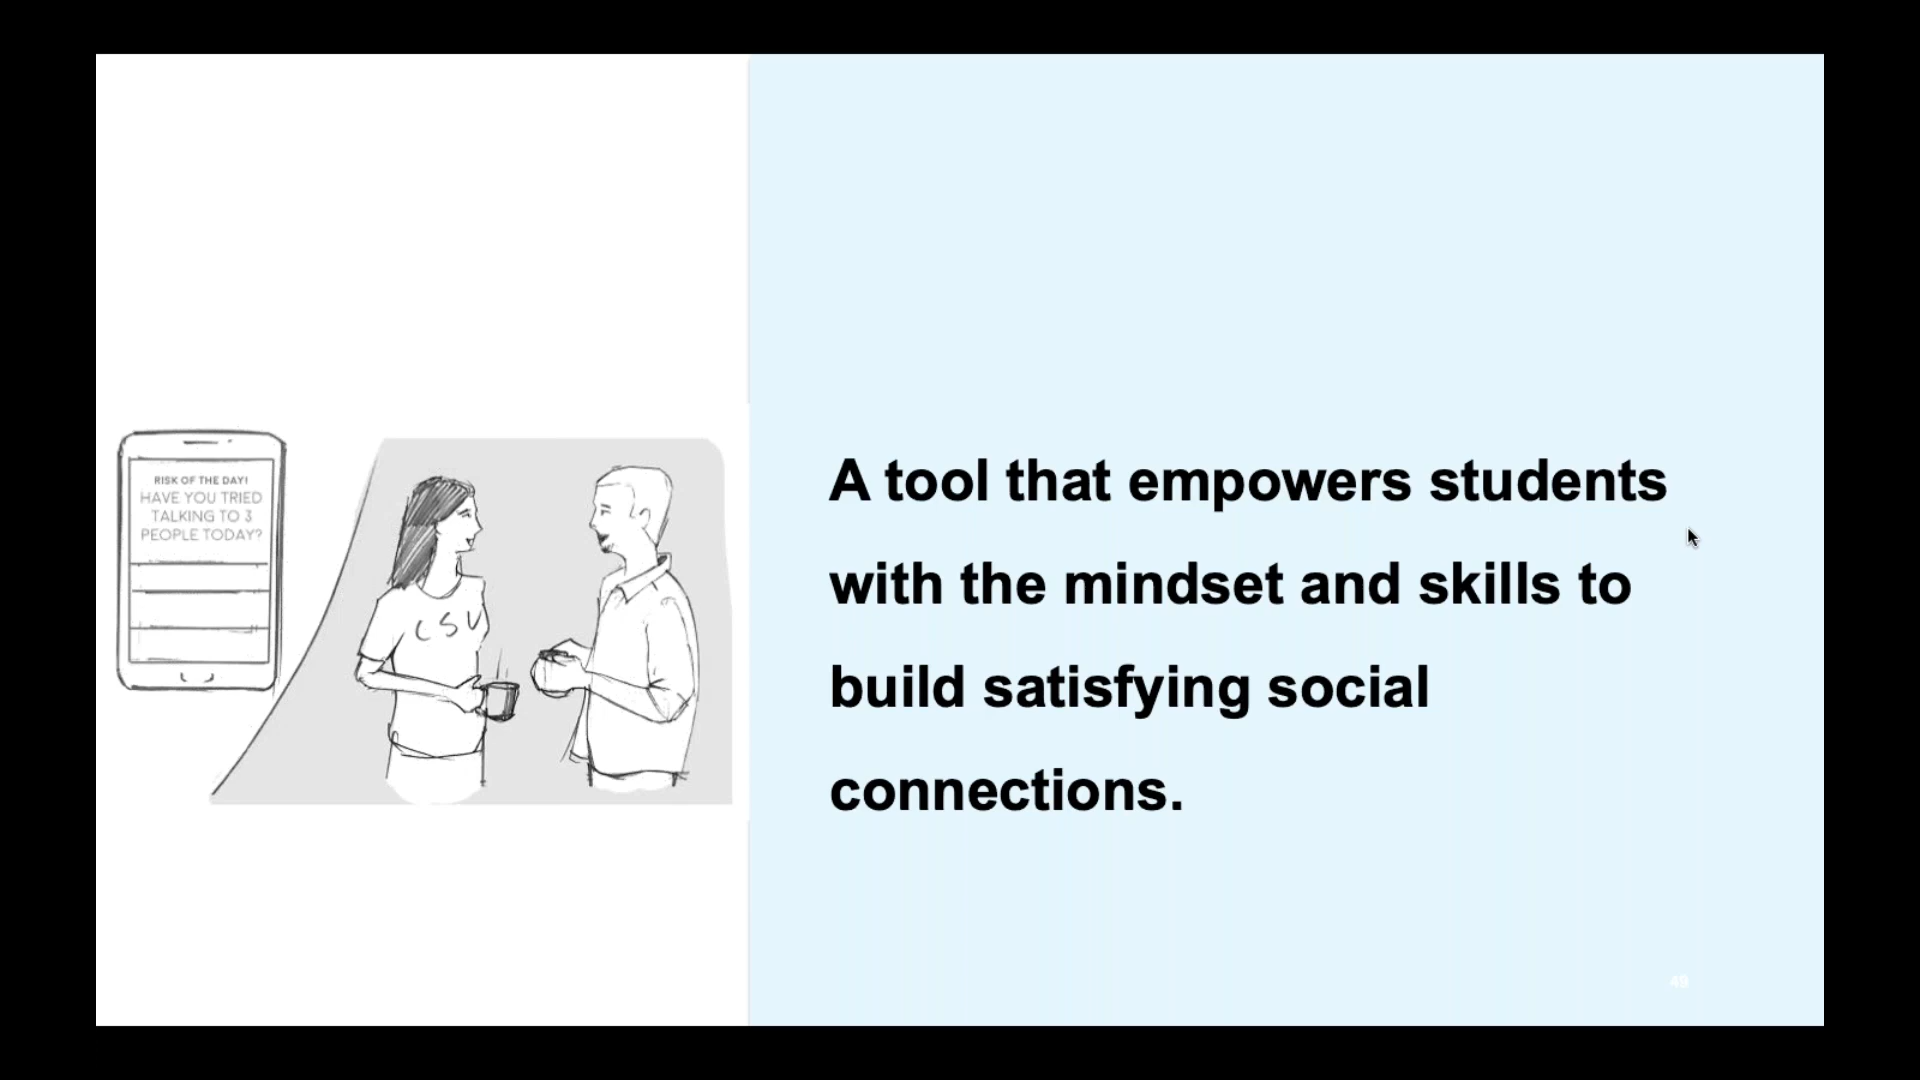 RISK OF THE DAY!
HAVE YOU TRIED
TALKING TO 3
PEOPLE TODAY?
CSU
A tool that empowers students
with the mindset and skills to
build satisfying social
connections.
49